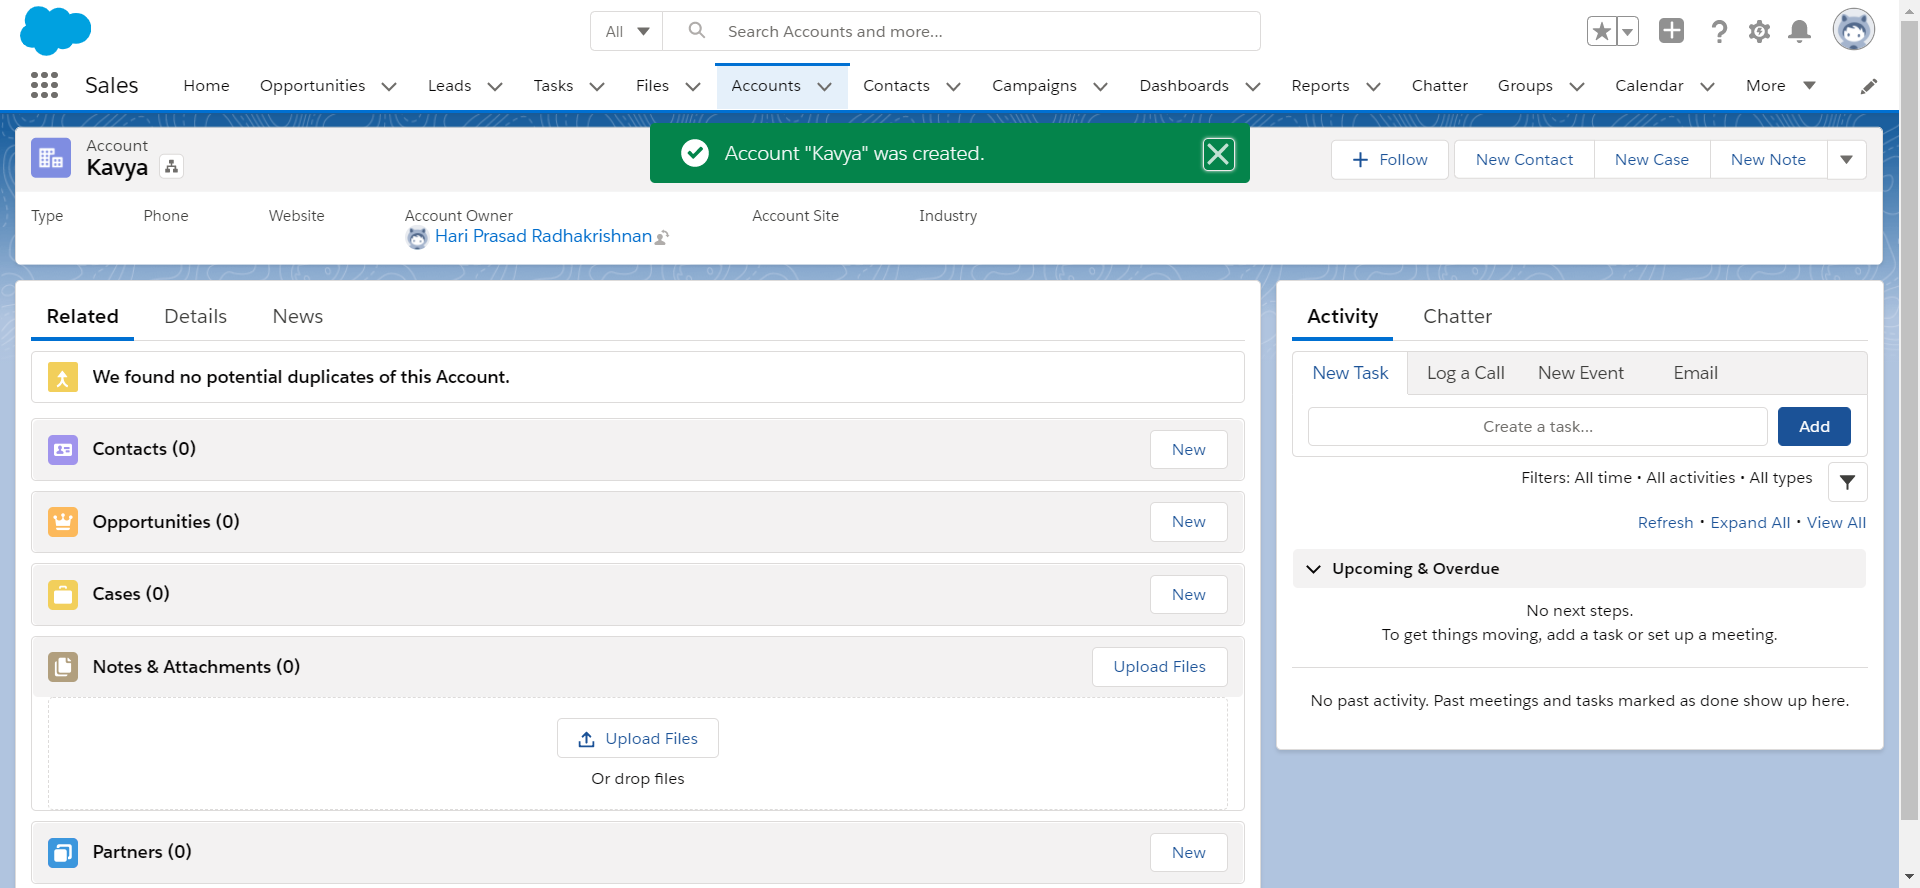 All
Search Accounts and more...
Sales
Home
Opportunities
Leads
Tasks
Files
Accounts
Contacts
Campaigns
Dashboards
Reports
Chatter
Groups
Calendar
More
Account
Kavya
Account "Kavya" was created.
Follow
New Contact
New Case
New Note
Type
Phone
Website
Account Owner
Hari Prasad Radhakrishnan
Account Site
Industry
Related
Details
News
We found no potential duplicates of this Account.
Contacts (0)
New
Opportunities (0)
New
Cases (0)
New
Notes & Attachments (0)
Upload Files
Upload Files
Or drop files
Partners (0)
New
Activity
Chatter
New Task
Log a Call
New Event
Email
Create a task...
Add
Filters: All time • All activities • All types
Refresh • Expand All • View All
Upcoming & Overdue
No next steps.
To get things moving, add a task or set up a meeting.
No past activity. Past meetings and tasks marked as done show up here.